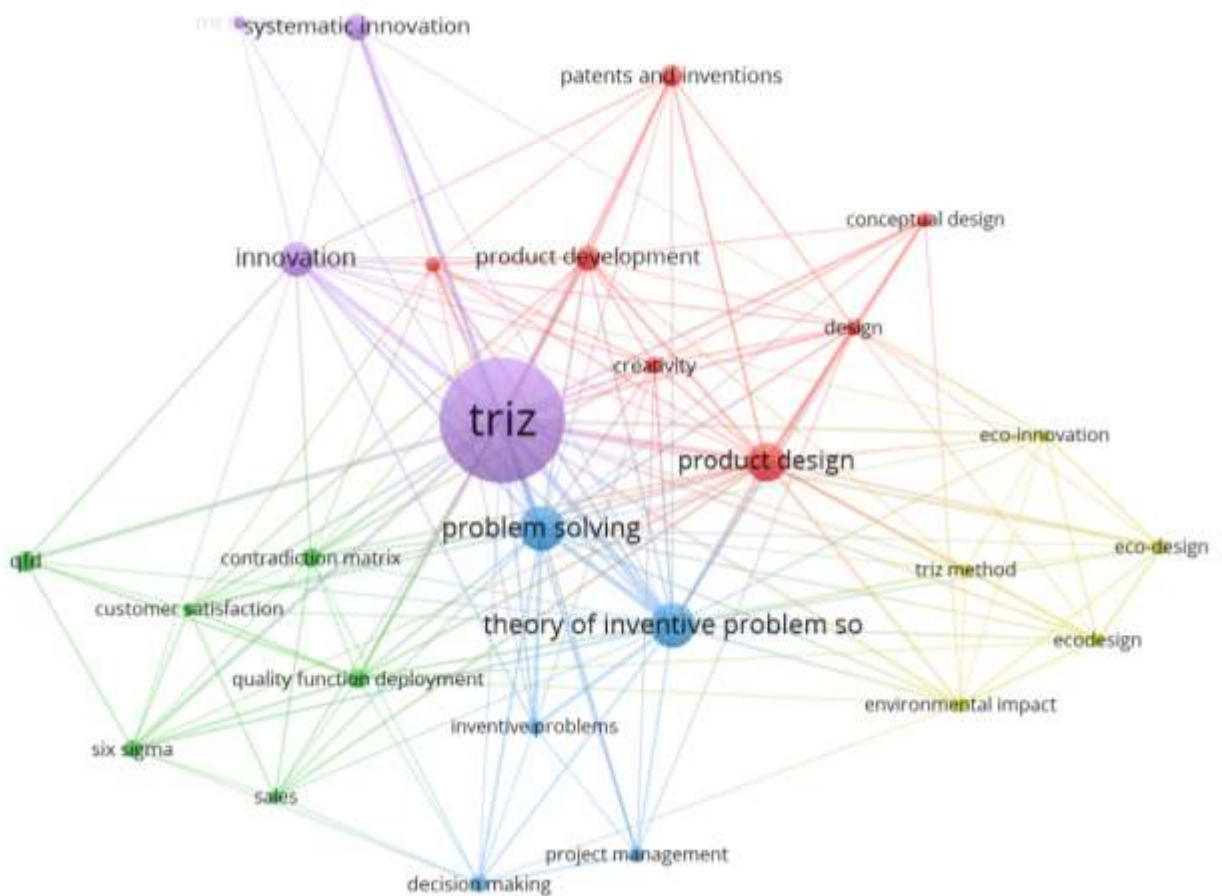 systematic innovation
patents and inventions
conceptual design
innovation
product development
design
creativity
triz
eco-innovation
product design
problem solving
eco-design
contradiction matrix
qfd
triz method
customer satisfaction
theory of inventive problem so
ecodesign
quality function deployment
environmental impact
inventive problems
six sigma
sales
project management
decision making